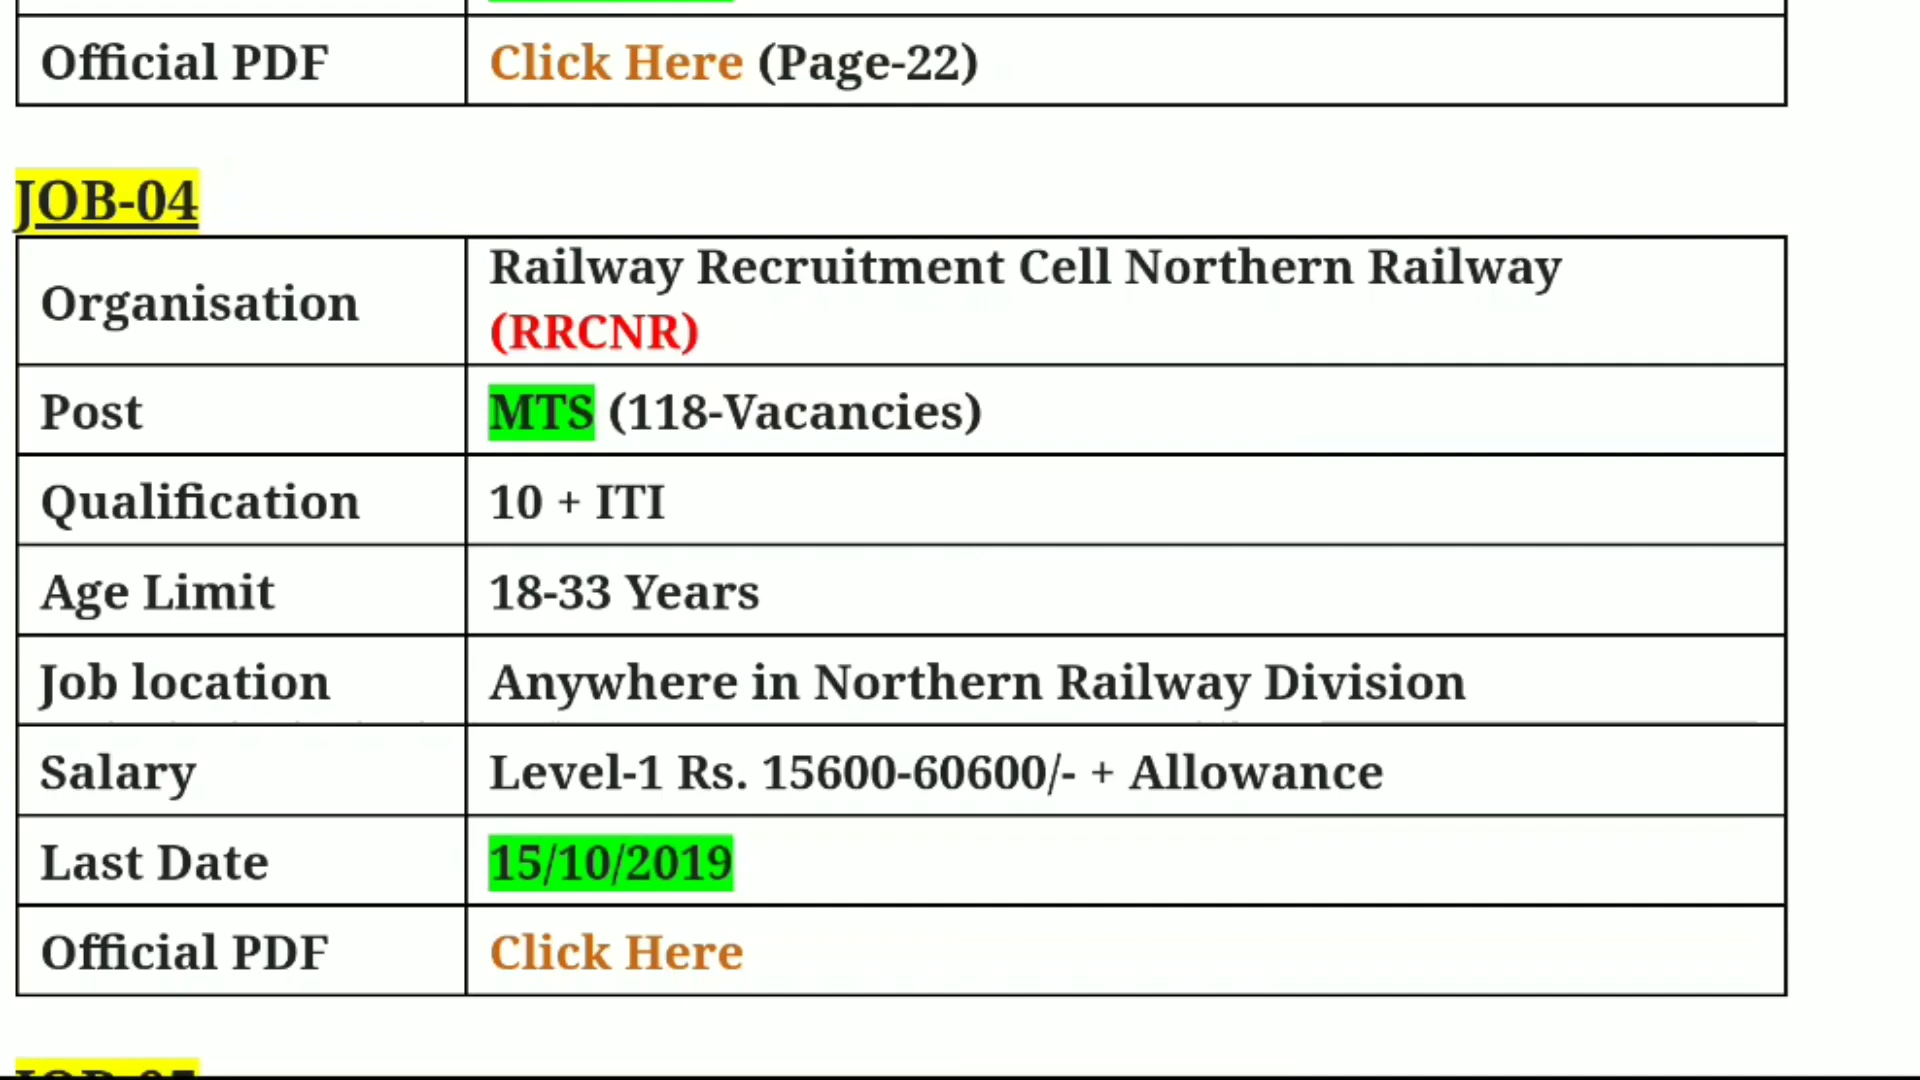 Official PDF Click Here (Page-22)
JOB-04
Organisation Railway Recruitment Cell Northern Railway
(RRCNR)
Post MTS (118-Vacancies)
Qualification 10 + ITI
Age Limit 18-33 Years
Job location Anywhere in Northern Railway Division
Salary Level-1 Rs. 15600-60600/- + Allowance
Last Date 15/10/2019
Official PDF Click Here